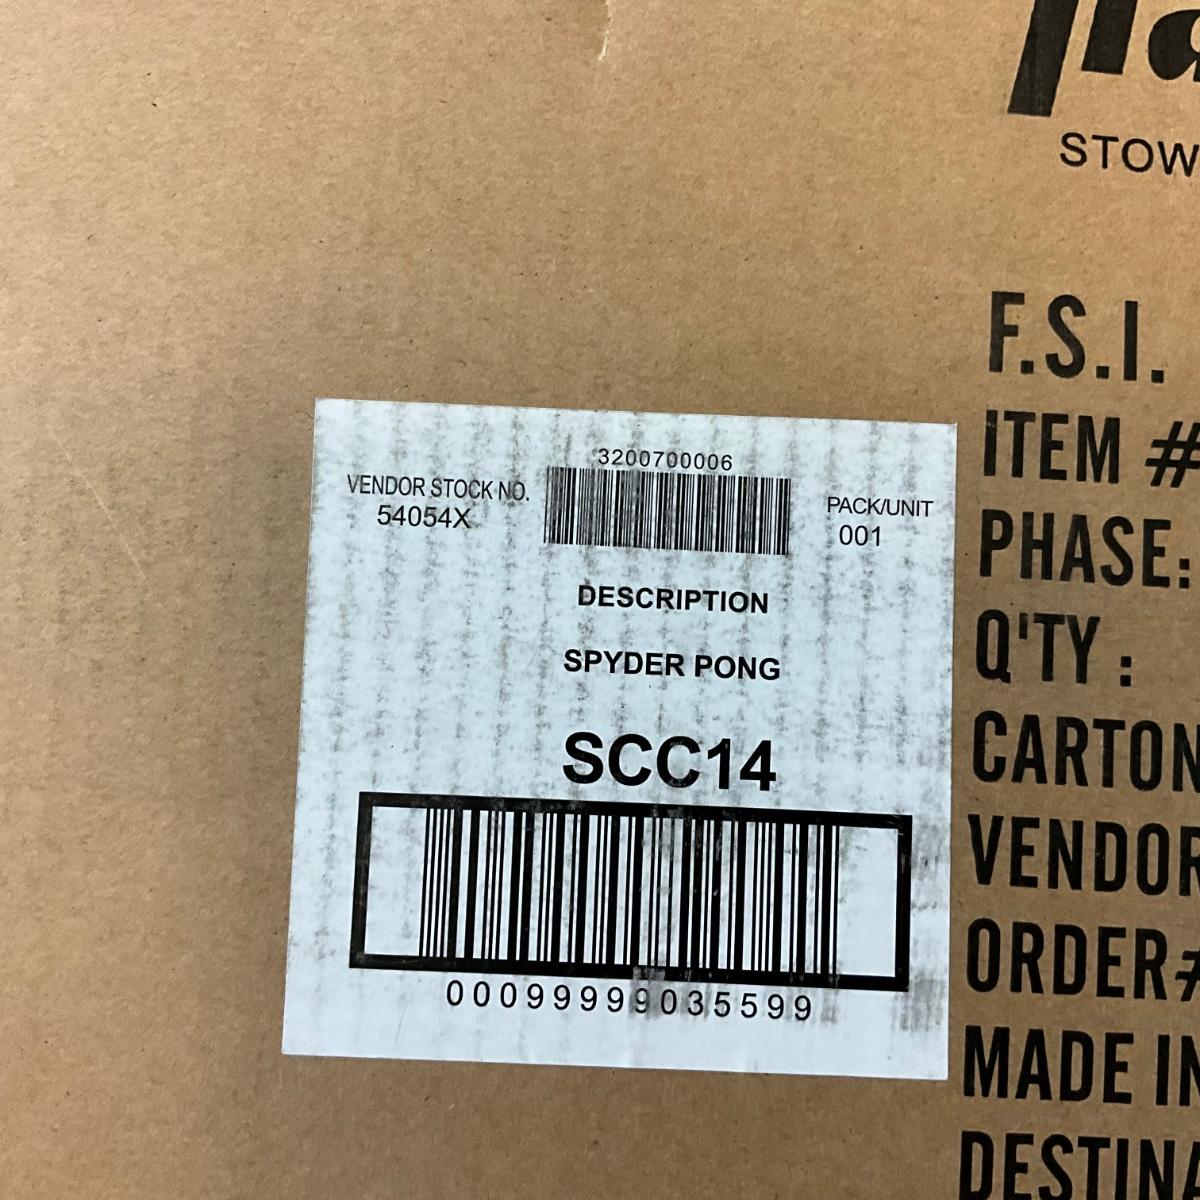 STOW
F.S.I.
ITEM #
PHASE:
Q'TY :
CARTON
VENDOR
ORDER#
MADE IN
DESTINA
3200700006
VENDOR STOCK NO.
54054X
PACK/UNIT
001
DESCRIPTION
SPYDER PONG
SCC14
00099999035599